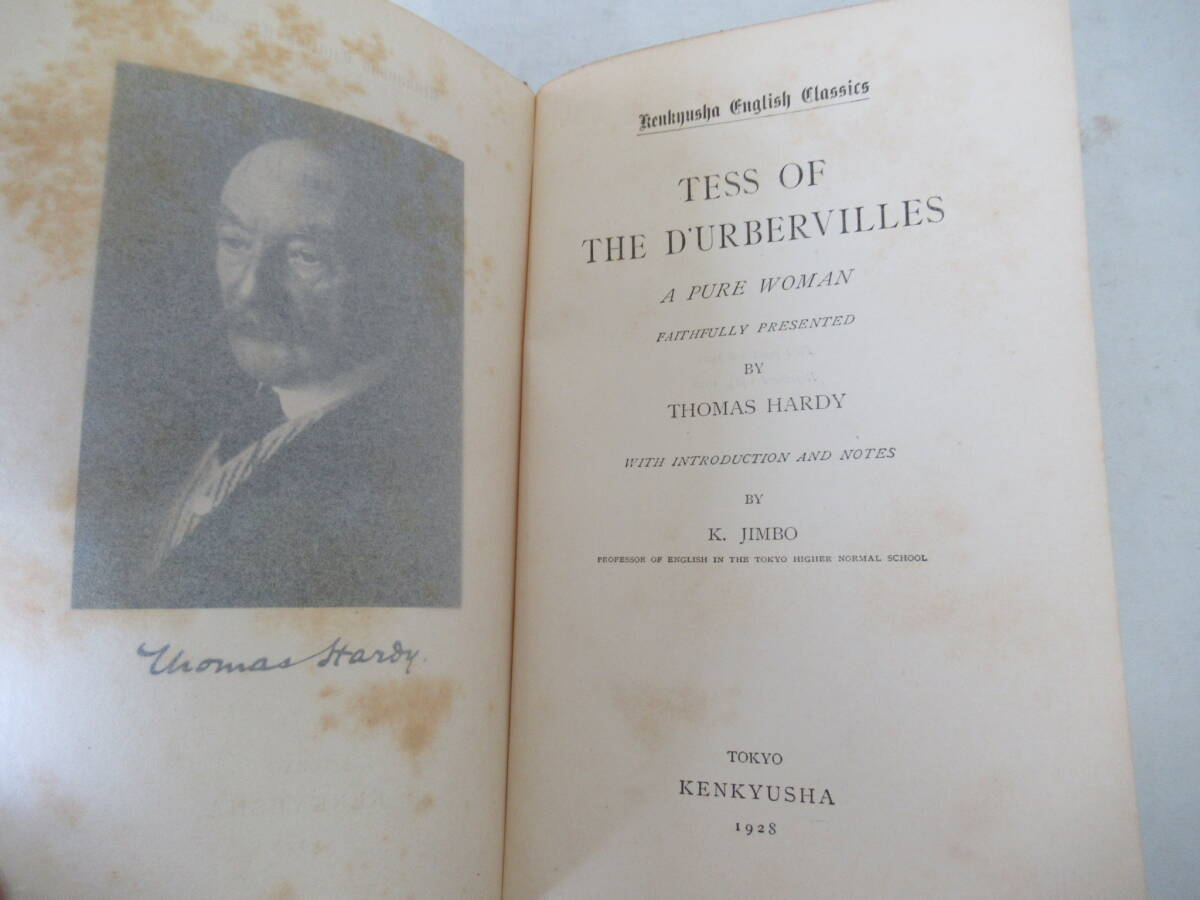 Thomas Hardy.
Kenkyusha English Classics
TESS OF
THE D'URBERVILLES
A PURE WOMAN
FAITHFULLY PRESENTED
BY
THOMAS HARDY
WITH INTRODUCTION AND NOTES
BY
K. JIMBO
PROFESSOR OF ENGLISH IN THE TOKYO HIGHER NORMAL SCHOOL
TOKYO
KENKYUSHA
1928